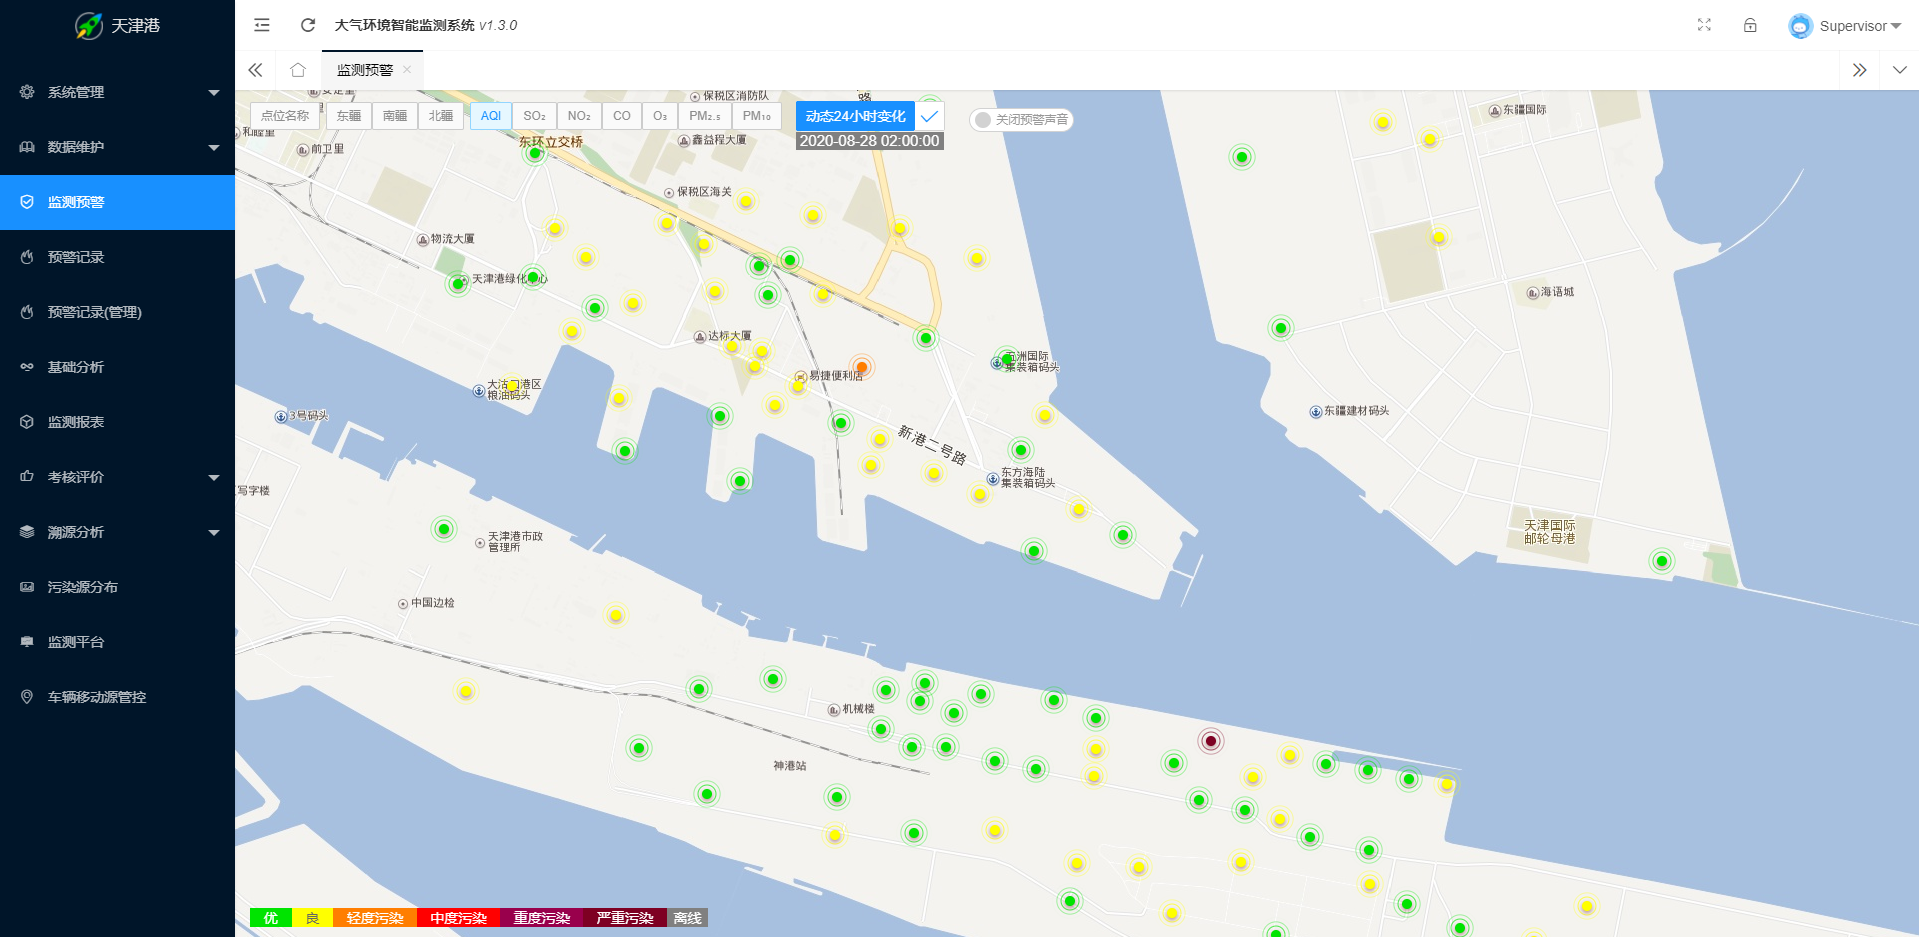 天津港
大气环境智能监测系统 v1.3.0
Supervisor
监测预警
系统管理
数据维护
监测预警
预警记录
预警记录(管理)
基础分析
监测报表
考核评价
溯源分析
污染源分布
监测平台
车辆移动源管控
点位名称
东疆
南疆
北疆
AQI
SO₂
NO₂
CO
O₃
PM₂.₅
PM₁₀
动态24小时变化
2020-08-28 02:00:00
关闭预警声音
保税区消防队
路
东疆国际
和睦里
前卫里
东环立交桥
鑫益程大厦
保税区海关
物流大厦
天津港绿化中心
海语城
达标大厦
五洲国际
集装箱码头
易捷便利店
大沽口港区
粮油码头
3号码头
东疆建材码头
新港二号路
东方海陆
集装箱码头
写字楼
天津港市政
管理所
天津国际
邮轮母港
中国边检
机械楼
神港站
优
良
轻度污染
中度污染
重度污染
严重污染
离线